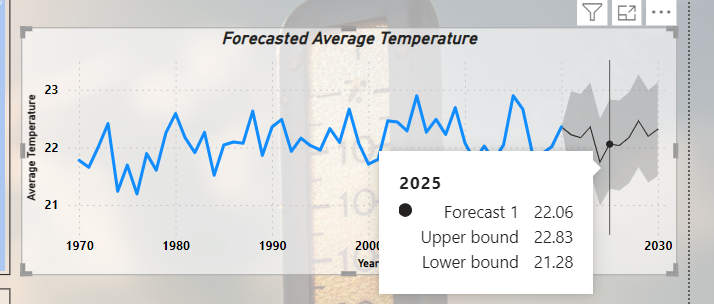 Forecasted Average Temperature
Average Temperature
23
22
21
1970
1980
1990
2000
2030
Year
2025
Forecast 1 22.06
Upper bound 22.83
Lower bound 21.28